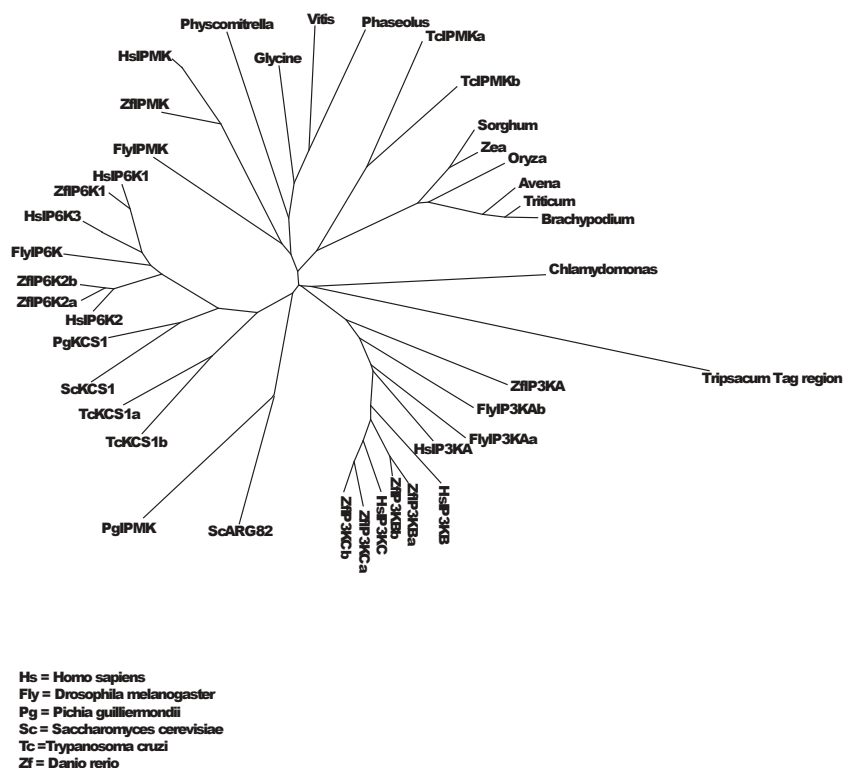 Physcomitrella
Vitis
Phaseolus
TcIPMKa
HsIPMK
Glycine
TcIPMKb
ZfIPMK
Sorghum
Zea
Oryza
FlyIPMK
HsIP6K1
ZfIP6K1
Avena
Triticum
Brachypodium
HsIP6K3
FlyIP6K
Chlamydomonas
ZfIP6K2b
ZfIP6K2a
HsIP6K2
PgKCS1
Tripsacum Tag region
ScKCS1
ZfIP3KA
TcKCS1a
FlyIP3KAb
TcKCS1b
FlyIP3KAa
HsIP3KA
PgIPMK
ScARG82
ZfIP3KCb
ZfIP3KCa
HsIP3KC
ZfIP3KBb
ZfIP3KBa
HsIP3KB
Hs = Homo sapiens
Fly = Drosophila melanogaster
Pg = Pichia guilliermondii
Sc = Saccharomyces cerevisiae
Tc =Trypanosoma cruzi
Zf = Danio rerio